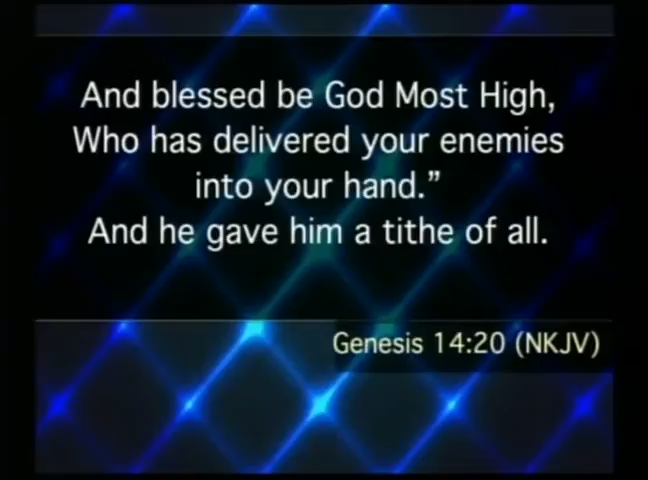 And blessed be God Most High,
Who has delivered your enemies
into your hand.”
And he gave him a tithe of all.
Genesis 14:20 (NKJV)